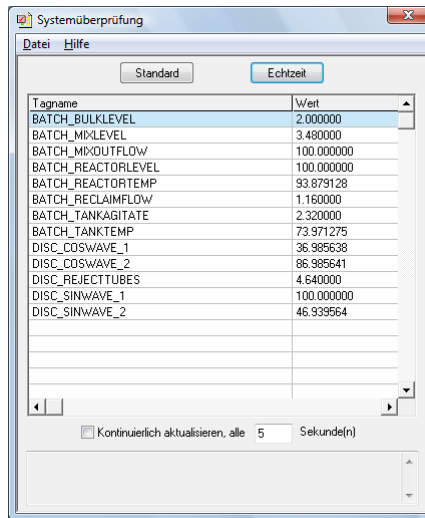 Systemüberprüfung
Datei Hilfe
Standard Echtzeit
Tagname Wert
BATCH_BULKLEVEL 2.000000
BATCH_MIXLEVEL 3.480000
BATCH_MIXOUTFLOW 100.000000
BATCH_REACTORLEVEL 100.000000
BATCH_REACTORTEMP 93.879128
BATCH_RECLAIMFLOW 1.160000
BATCH_TANKAGITATE 2.320000
BATCH_TANKTEMP 73.971275
DISC_COSWAVE_1 36.985638
DISC_COSWAVE_2 86.985641
DISC_REJECTTUBES 4.640000
DISC_SINWAVE_1 100.000000
DISC_SINWAVE_2 46.939564
Kontinuierlich aktualisieren, alle 5 Sekunde(n)